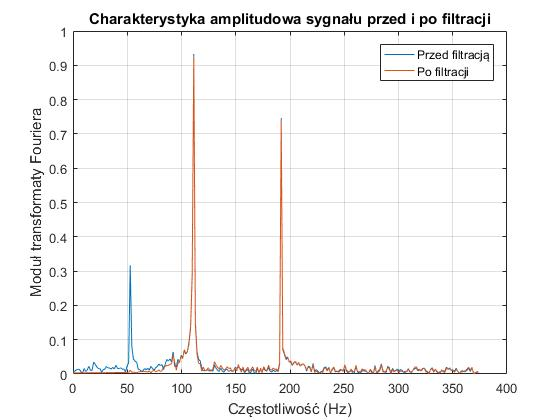 Charakterystyka amplitudowa sygnału przed i po filtracji
1
0.9
0.8
0.7
0.6
0.5
0.4
0.3
0.2
0.1
0
Moduł transformaty Fouriera
Przed filtracją
Po filtracji
0 50 100 150 200 250 300 350 400
Częstotliwość (Hz)